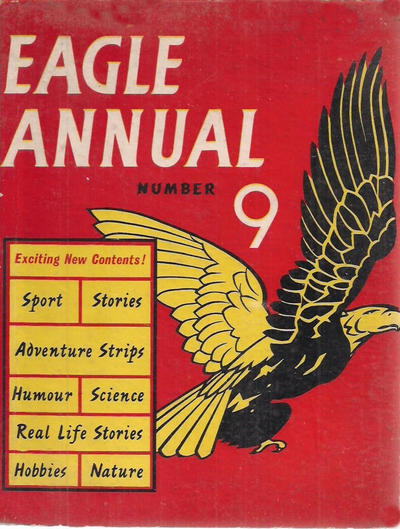 EAGLE
ANNUAL
NUMBER 9
Exciting New Contents!
Sport Stories
Adventure Strips
Humour Science
Real Life Stories
Hobbies Nature